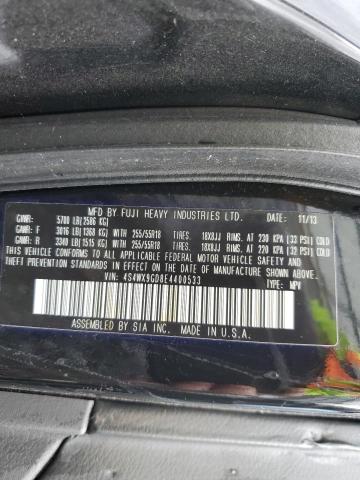 MFD BY FUJI HEAVY INDUSTRIES LTD. DATE: 11/13
GVWR: 5700 LB(2586 KG)
GAWR: F 3016 LB(1368 KG) WITH 255/55R18 TIRES, 18X8JJ RIMS, AT 230 KPA (33 PSI) COLD
GAWR: R 3340 LB(1515 KG) WITH 255/55R18 TIRES, 18X8JJ RIMS, AT 220 KPA (33 PSI) COLD
THIS VEHICLE CONFORMS TO ALL APPLICABLE FEDERAL MOTOR VEHICLE SAFETY STANDARDS IN EFFECT ON THE DATE OF MANUFACTURE SHOWN ABOVE.
VIN: 4S4WX9GD8E4400533 TYPE: MPV
ASSEMBLED BY SIA INC. MADE IN U.S.A.